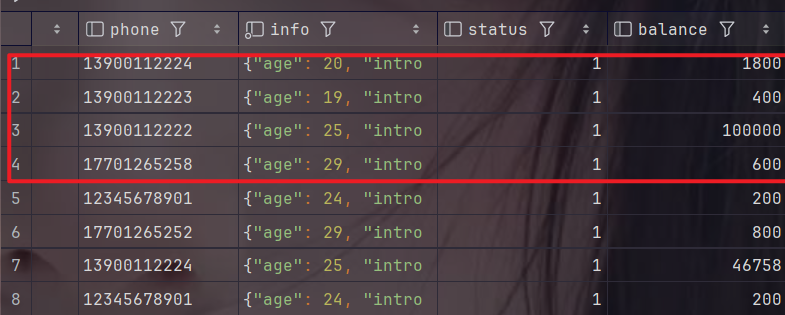 phone info status balance
1 13900112224 {"age": 20, "intro 1 1800
2 13900112223 {"age": 19, "intro 1 400
3 13900112222 {"age": 25, "intro 1 100000
4 17701265258 {"age": 29, "intro 1 600
5 12345678901 {"age": 24, "intro 1 200
6 17701265252 {"age": 29, "intro 1 800
7 13900112224 {"age": 25, "intro 1 46758
8 12345678901 {"age": 24, "intro 1 200